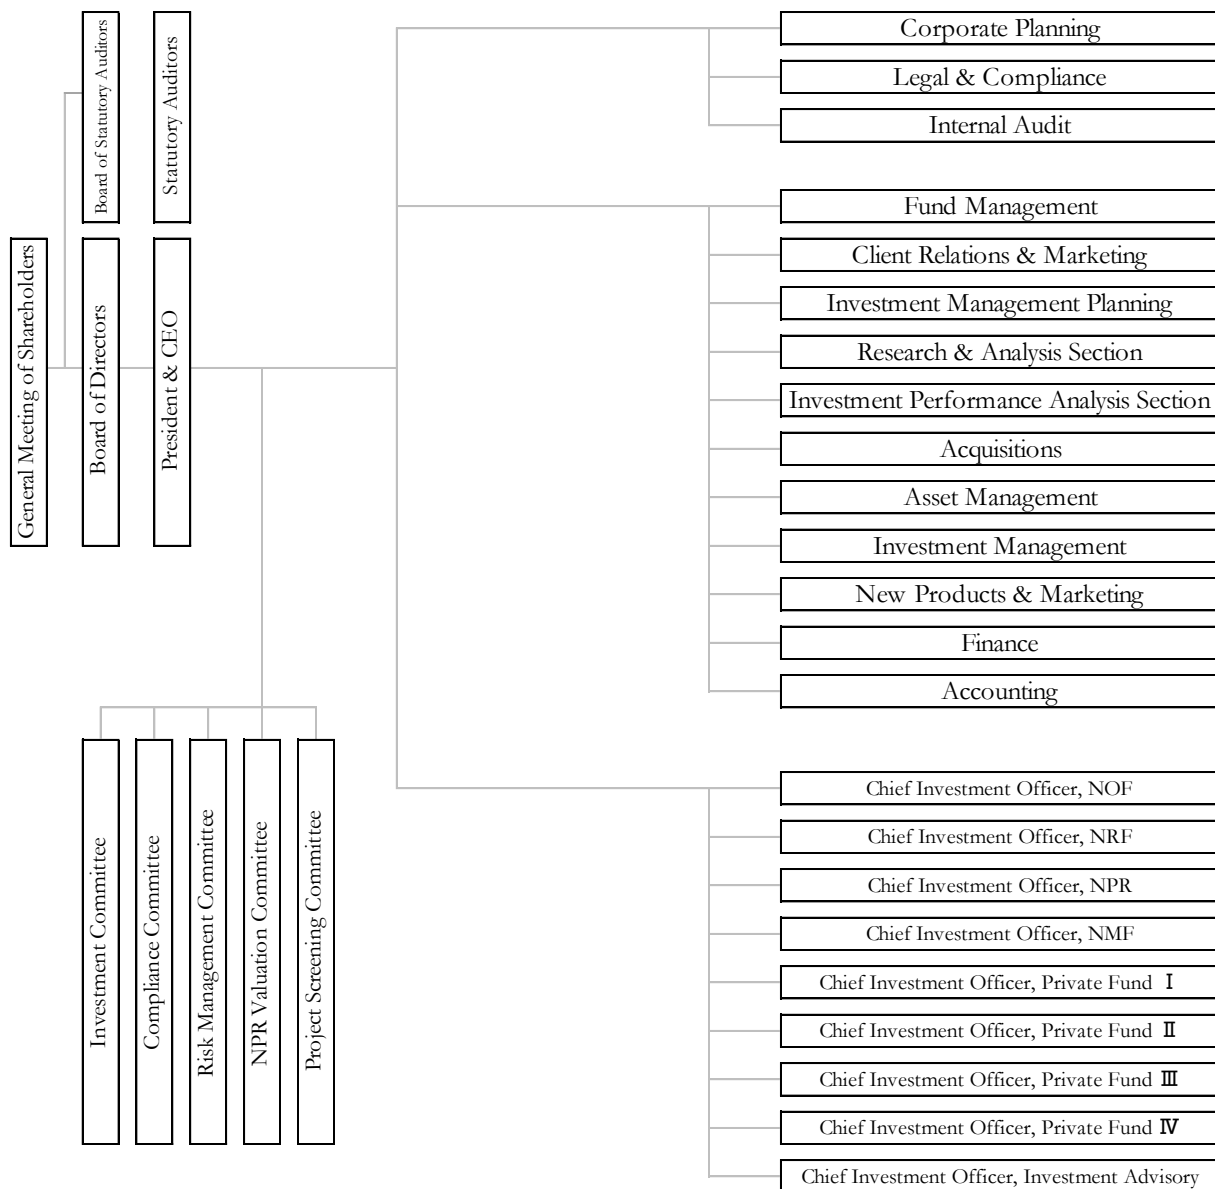 General Meeting of Shareholders
Board of Statutory Auditors
Board of Directors
Statutory Auditors
President & CEO
Investment Committee
Compliance Committee
Risk Management Committee
NPR Valuation Committee
Project Screening Committee
Corporate Planning
Legal & Compliance
Internal Audit
Fund Management
Client Relations & Marketing
Investment Management Planning
Research & Analysis Section
Investment Performance Analysis Section
Acquisitions
Asset Management
Investment Management
New Products & Marketing
Finance
Accounting
Chief Investment Officer, NOF
Chief Investment Officer, NRF
Chief Investment Officer, NPR
Chief Investment Officer, NMF
Chief Investment Officer, Private Fund Ⅰ
Chief Investment Officer, Private Fund Ⅱ
Chief Investment Officer, Private Fund Ⅲ
Chief Investment Officer, Private Fund Ⅳ
Chief Investment Officer, Investment Advisory